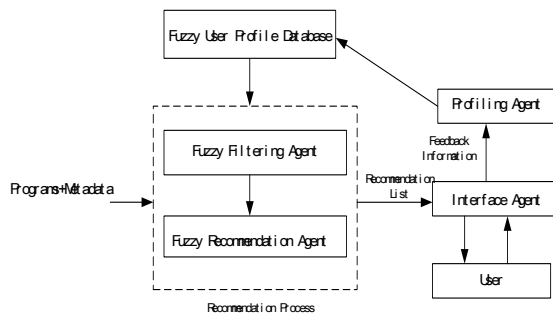 Fuzzy User Profile Database
Profiling Agent
Feedback
Information
Fuzzy Filtering Agent
Programs+Metadata
Recommendation
List
Interface Agent
Fuzzy Recommendation Agent
User
Recommendation Process